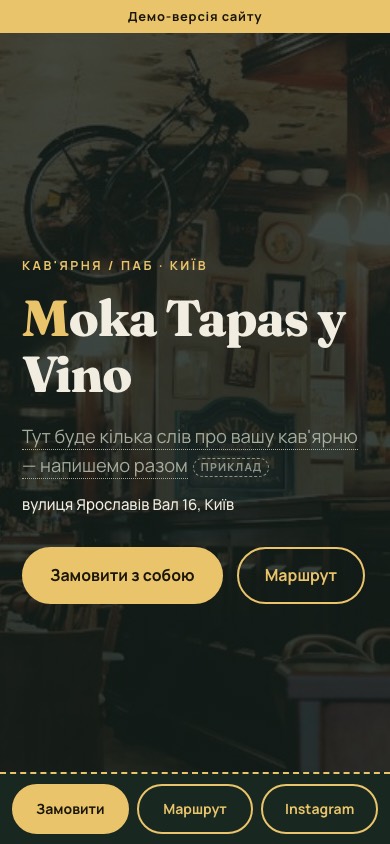 Демо-версія сайту
КАВ'ЯРНЯ / ПАБ · КИЇВ
Moka Tapas y
Vino
Тут буде кілька слів про вашу кав'ярню
— напишемо разом ПРИКЛАД
вулиця Ярославів Вал 16, Київ
Замовити з собою Маршрут
Замовити Маршрут Instagram